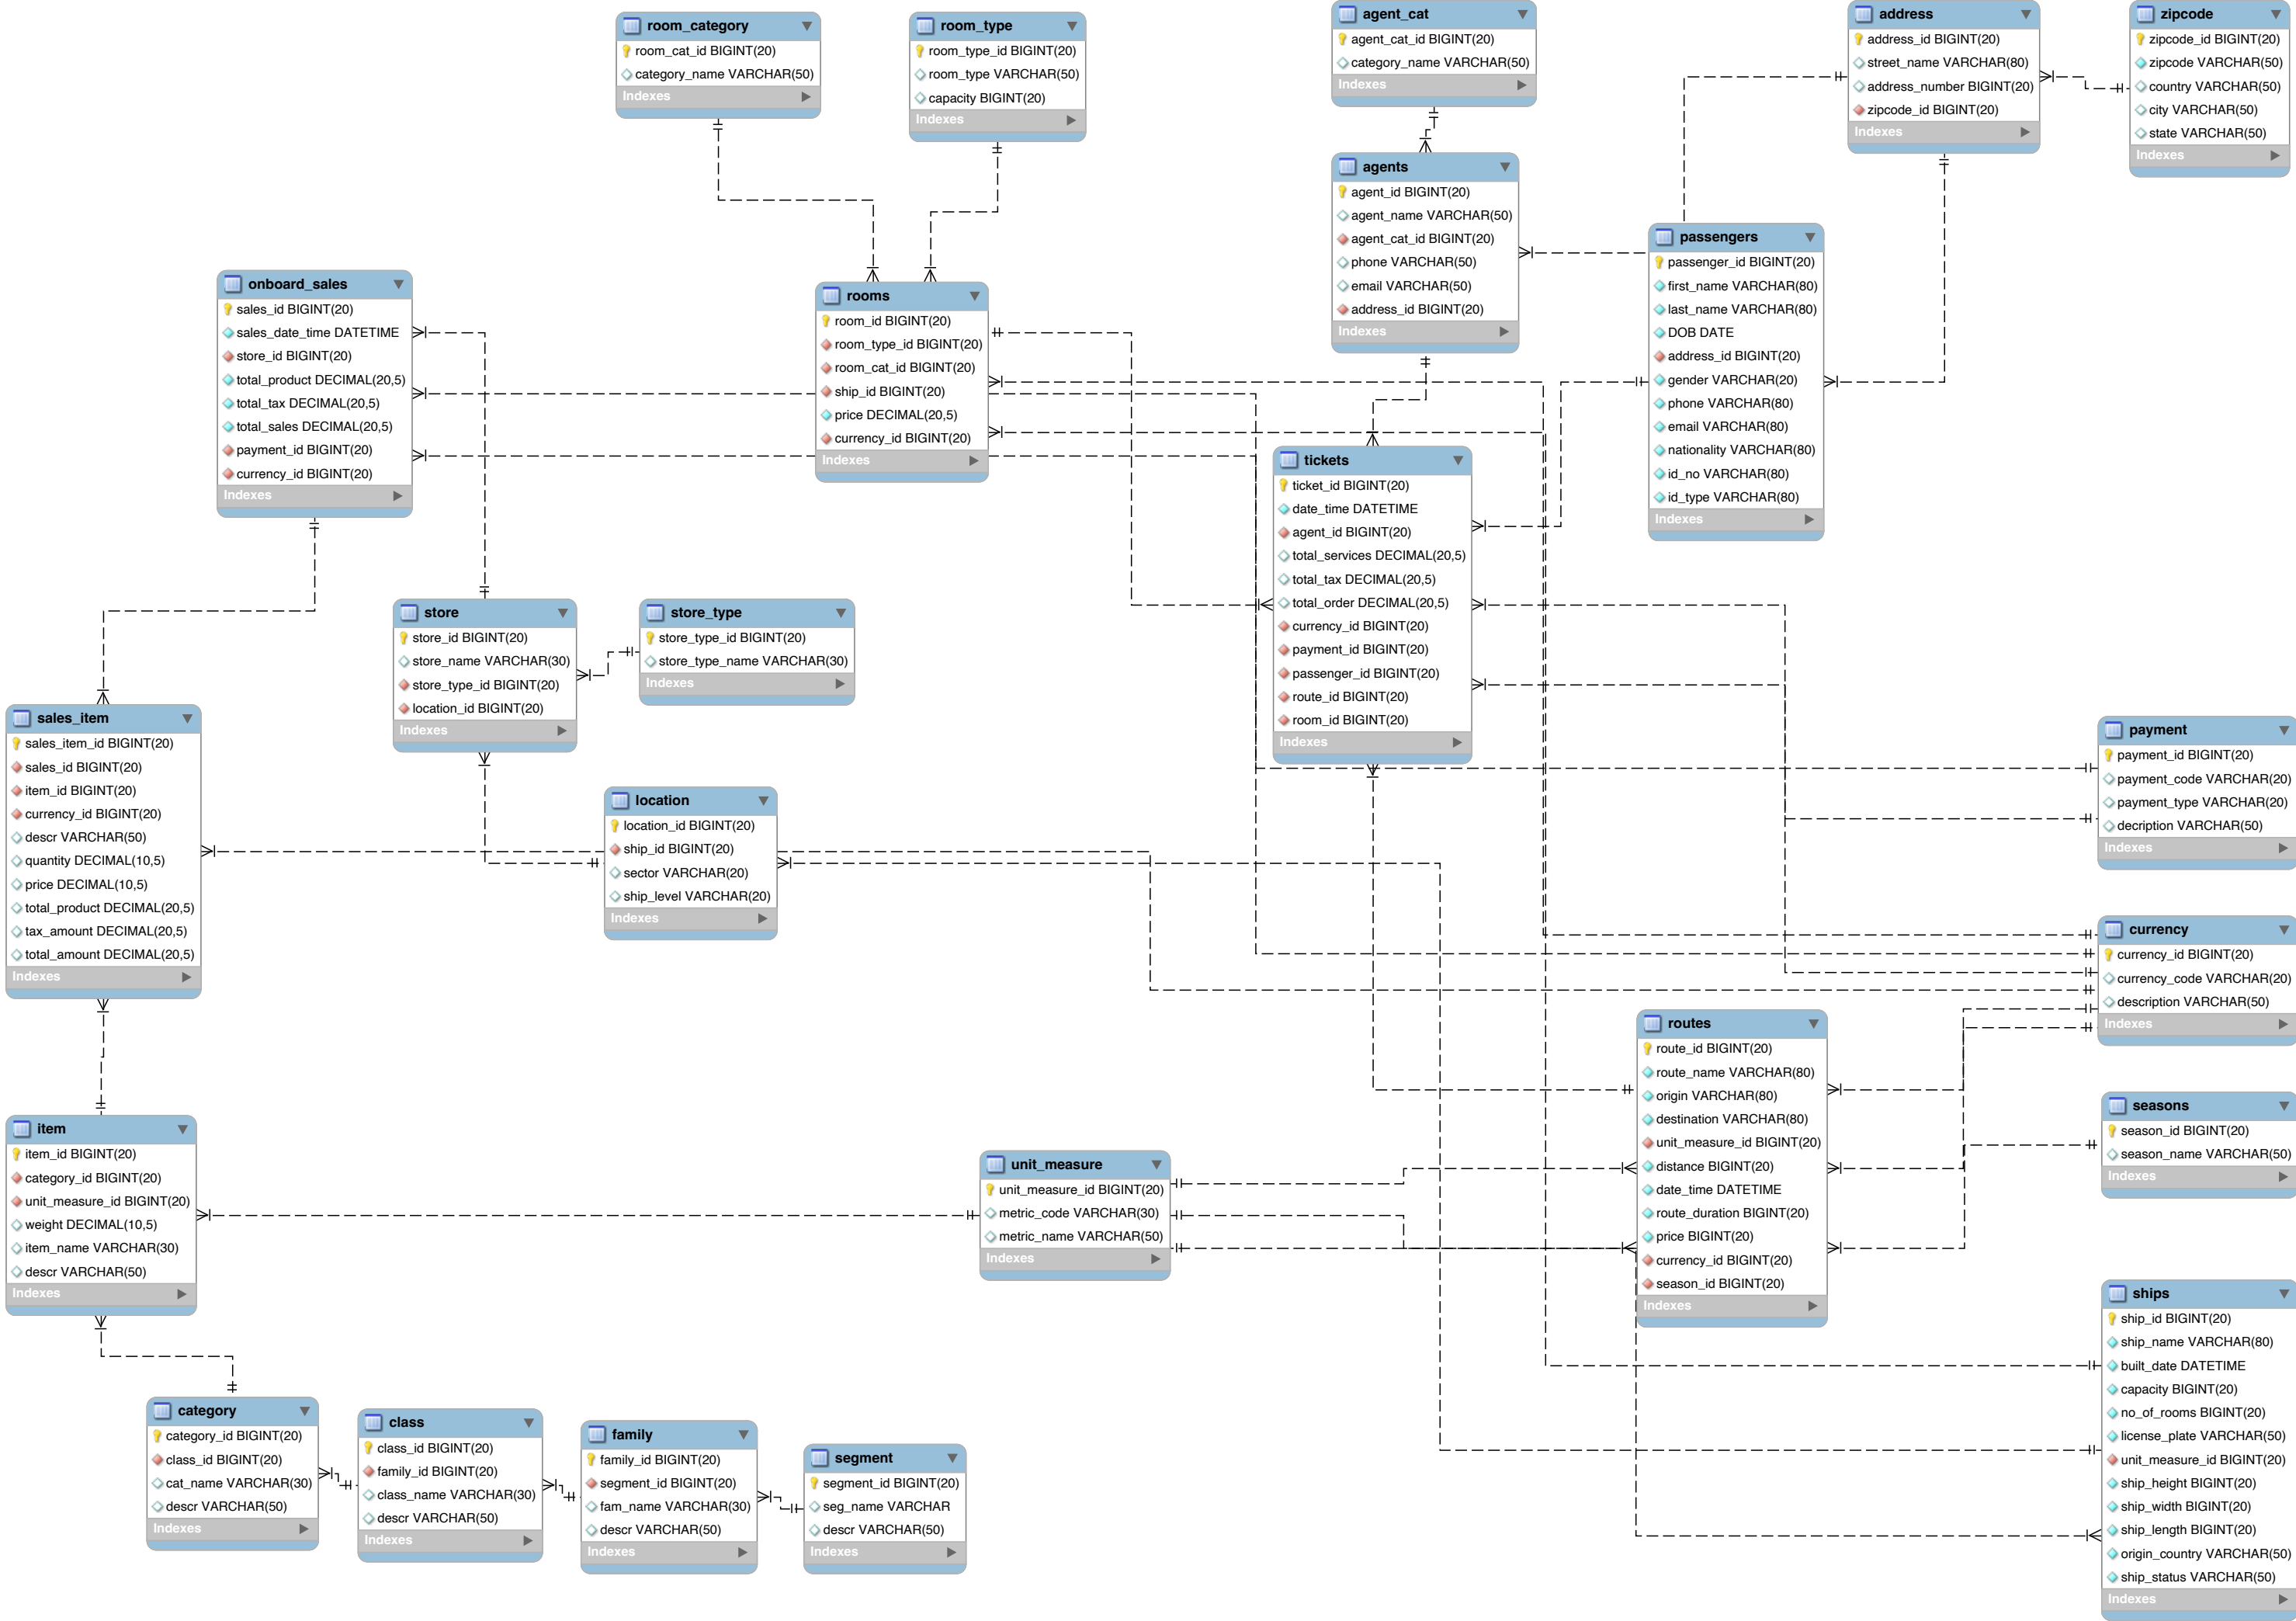 room_category
room_cat_id BIGINT(20)
category_name VARCHAR(50)
Indexes
room_type
room_type_id BIGINT(20)
room_type VARCHAR(50)
capacity BIGINT(20)
Indexes
agent_cat
agent_cat_id BIGINT(20)
category_name VARCHAR(50)
Indexes
address
address_id BIGINT(20)
street_name VARCHAR(80)
address_number BIGINT(20)
zipcode_id BIGINT(20)
Indexes
zipcode
zipcode_id BIGINT(20)
zipcode VARCHAR(50)
country VARCHAR(50)
city VARCHAR(50)
state VARCHAR(50)
Indexes
agents
agent_id BIGINT(20)
agent_name VARCHAR(50)
agent_cat_id BIGINT(20)
phone VARCHAR(50)
email VARCHAR(50)
address_id BIGINT(20)
Indexes
passengers
passenger_id BIGINT(20)
first_name VARCHAR(80)
last_name VARCHAR(80)
DOB DATE
address_id BIGINT(20)
gender VARCHAR(20)
phone VARCHAR(80)
email VARCHAR(80)
nationality VARCHAR(80)
id_no VARCHAR(80)
id_type VARCHAR(80)
Indexes
onboard_sales
sales_id BIGINT(20)
sales_date_time DATETIME
store_id BIGINT(20)
total_product DECIMAL(20,5)
total_tax DECIMAL(20,5)
total_sales DECIMAL(20,5)
payment_id BIGINT(20)
currency_id BIGINT(20)
Indexes
rooms
room_id BIGINT(20)
room_type_id BIGINT(20)
room_cat_id BIGINT(20)
ship_id BIGINT(20)
price DECIMAL(20,5)
currency_id BIGINT(20)
Indexes
tickets
ticket_id BIGINT(20)
date_time DATETIME
agent_id BIGINT(20)
total_services DECIMAL(20,5)
total_tax DECIMAL(20,5)
total_order DECIMAL(20,5)
currency_id BIGINT(20)
payment_id BIGINT(20)
passenger_id BIGINT(20)
route_id BIGINT(20)
room_id BIGINT(20)
Indexes
store
store_id BIGINT(20)
store_name VARCHAR(30)
store_type_id BIGINT(20)
location_id BIGINT(20)
Indexes
store_type
store_type_id BIGINT(20)
store_type_name VARCHAR(30)
Indexes
sales_item
sales_item_id BIGINT(20)
sales_id BIGINT(20)
item_id BIGINT(20)
currency_id BIGINT(20)
descr VARCHAR(50)
quantity DECIMAL(10,5)
price DECIMAL(10,5)
total_product DECIMAL(20,5)
tax_amount DECIMAL(20,5)
total_amount DECIMAL(20,5)
Indexes
location
location_id BIGINT(20)
ship_id BIGINT(20)
sector VARCHAR(20)
ship_level VARCHAR(20)
Indexes
payment
payment_id BIGINT(20)
payment_code VARCHAR(20)
payment_type VARCHAR(20)
decription VARCHAR(50)
Indexes
currency
currency_id BIGINT(20)
currency_code VARCHAR(20)
description VARCHAR(50)
Indexes
routes
route_id BIGINT(20)
route_name VARCHAR(80)
origin VARCHAR(80)
destination VARCHAR(80)
unit_measure_id BIGINT(20)
distance BIGINT(20)
date_time DATETIME
route_duration BIGINT(20)
price BIGINT(20)
currency_id BIGINT(20)
season_id BIGINT(20)
Indexes
seasons
season_id BIGINT(20)
season_name VARCHAR(50)
Indexes
item
item_id BIGINT(20)
category_id BIGINT(20)
unit_measure_id BIGINT(20)
weight DECIMAL(10,5)
item_name VARCHAR(30)
descr VARCHAR(50)
Indexes
unit_measure
unit_measure_id BIGINT(20)
metric_code VARCHAR(30)
metric_name VARCHAR(50)
Indexes
ships
ship_id BIGINT(20)
ship_name VARCHAR(80)
built_date DATETIME
capacity BIGINT(20)
no_of_rooms BIGINT(20)
license_plate VARCHAR(50)
unit_measure_id BIGINT(20)
ship_height BIGINT(20)
ship_width BIGINT(20)
ship_length BIGINT(20)
origin_country VARCHAR(50)
ship_status VARCHAR(50)
Indexes
category
category_id BIGINT(20)
class_id BIGINT(20)
cat_name VARCHAR(30)
descr VARCHAR(50)
Indexes
class
class_id BIGINT(20)
family_id BIGINT(20)
class_name VARCHAR(30)
descr VARCHAR(50)
Indexes
family
family_id BIGINT(20)
segment_id BIGINT(20)
fam_name VARCHAR(30)
descr VARCHAR(50)
Indexes
segment
segment_id BIGINT(20)
seg_name VARCHAR
descr VARCHAR(50)
Indexes